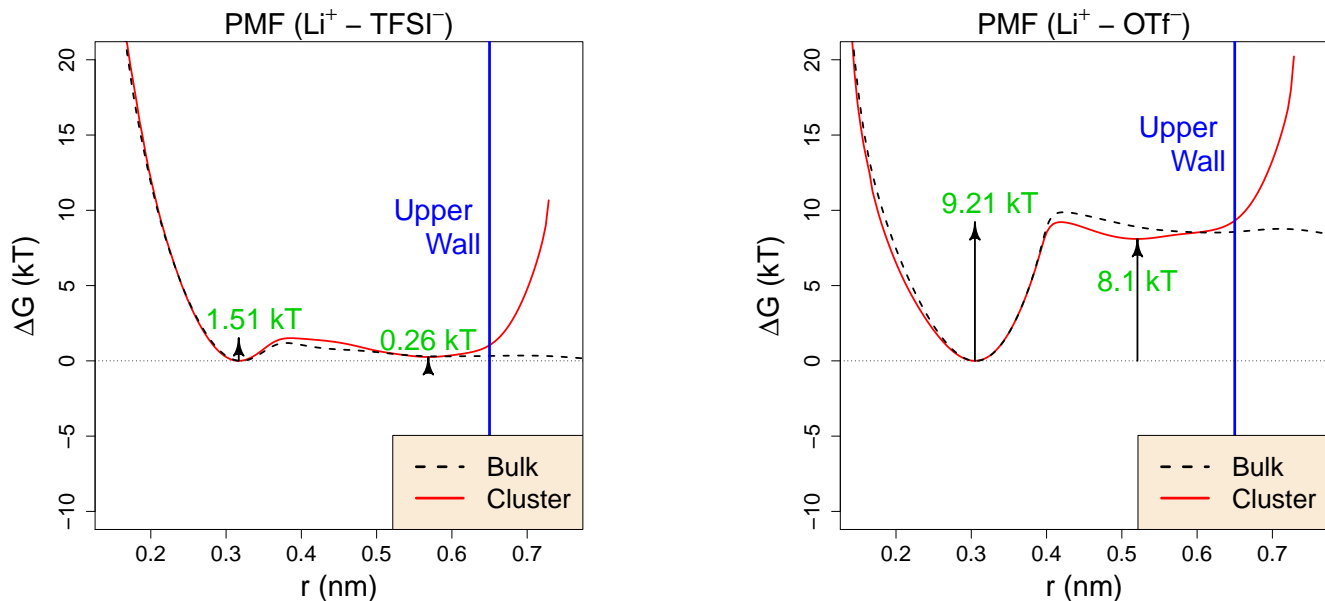 PMF (Li⁺ – TFSI⁻)
ΔG (kT)
20
15
10
5
0
−5
−10
1.51 kT
0.26 kT
Upper
Wall
Bulk
Cluster
0.2 0.3 0.4 0.5 0.6 0.7
r (nm)
PMF (Li⁺ – OTf⁻)
ΔG (kT)
20
15
10
5
0
−5
−10
9.21 kT
8.1 kT
Upper
Wall
Bulk
Cluster
0.2 0.3 0.4 0.5 0.6 0.7
r (nm)